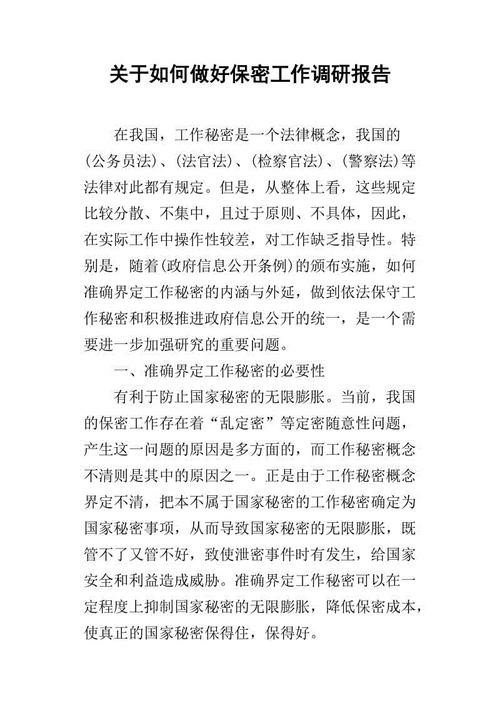 关于如何做好保密工作调研报告
在我国，工作秘密是一个法律概念，我国的
(公务员法)、(法官法)、(检察官法)、(警察法)等
法律对此都有规定。但是，从整体上看，这些规定
比较分散、不集中，且过于原则、不具体，因此，
在实际工作中操作性较差，对工作缺乏指导性。特
别是，随着(政府信息公开条例)的颁布实施，如何
准确界定工作秘密的内涵与外延，做到依法保守工
作秘密和积极推进政府信息公开的统一，是一个需
要进一步加强研究的重要问题。
一、准确界定工作秘密的必要性
有利于防止国家秘密的无限膨胀。当前，我国
的保密工作存在着“乱定密”等定密随意性问题，
产生这一问题的原因是多方面的，而工作秘密概念
不清则是其中的原因之一。正是由于工作秘密概念
界定不清，把本不属于国家秘密的工作秘密确定为
国家秘密事项，从而导致国家秘密的无限膨胀，既
管不了又管不好，致使泄密事件时有发生，给国家
安全和利益造成威胁。准确界定工作秘密可以在一
定程度上抑制国家秘密的无限膨胀，降低保密成本，
使真正的国家秘密保得住，保得好。